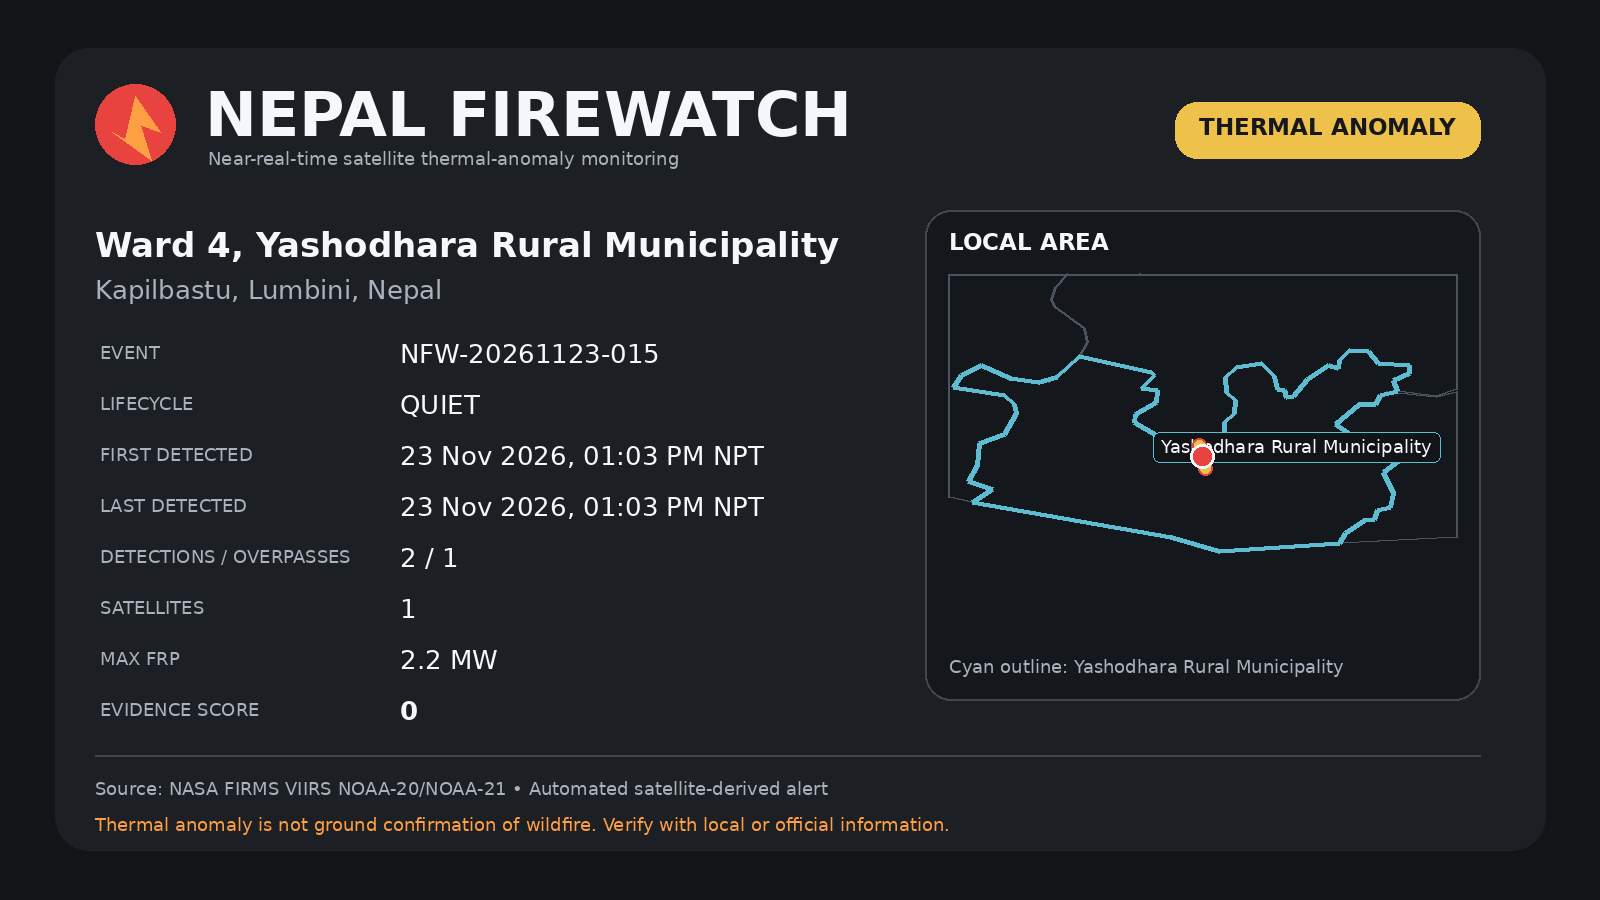 NEPAL FIREWATCH
Near-real-time satellite thermal-anomaly monitoring
THERMAL ANOMALY
Ward 4, Yashodhara Rural Municipality
Kapilbastu, Lumbini, Nepal
EVENT NFW-20261123-015
LIFECYCLE QUIET
FIRST DETECTED 23 Nov 2026, 01:03 PM NPT
LAST DETECTED 23 Nov 2026, 01:03 PM NPT
DETECTIONS / OVERPASSES 2 / 1
SATELLITES 1
MAX FRP 2.2 MW
EVIDENCE SCORE 0
LOCAL AREA
Yashodhara Rural Municipality
Cyan outline: Yashodhara Rural Municipality
Source: NASA FIRMS VIIRS NOAA-20/NOAA-21 • Automated satellite-derived alert
Thermal anomaly is not ground confirmation of wildfire. Verify with local or official information.